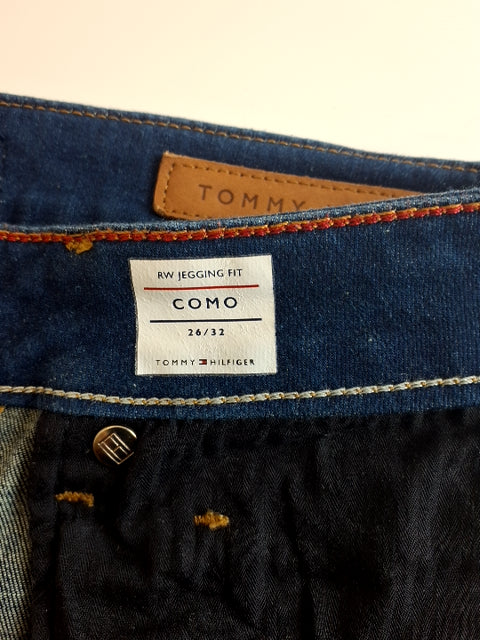 TOMMY
RW JEGGING FIT
COMO
26/32
TOMMY HILFIGER